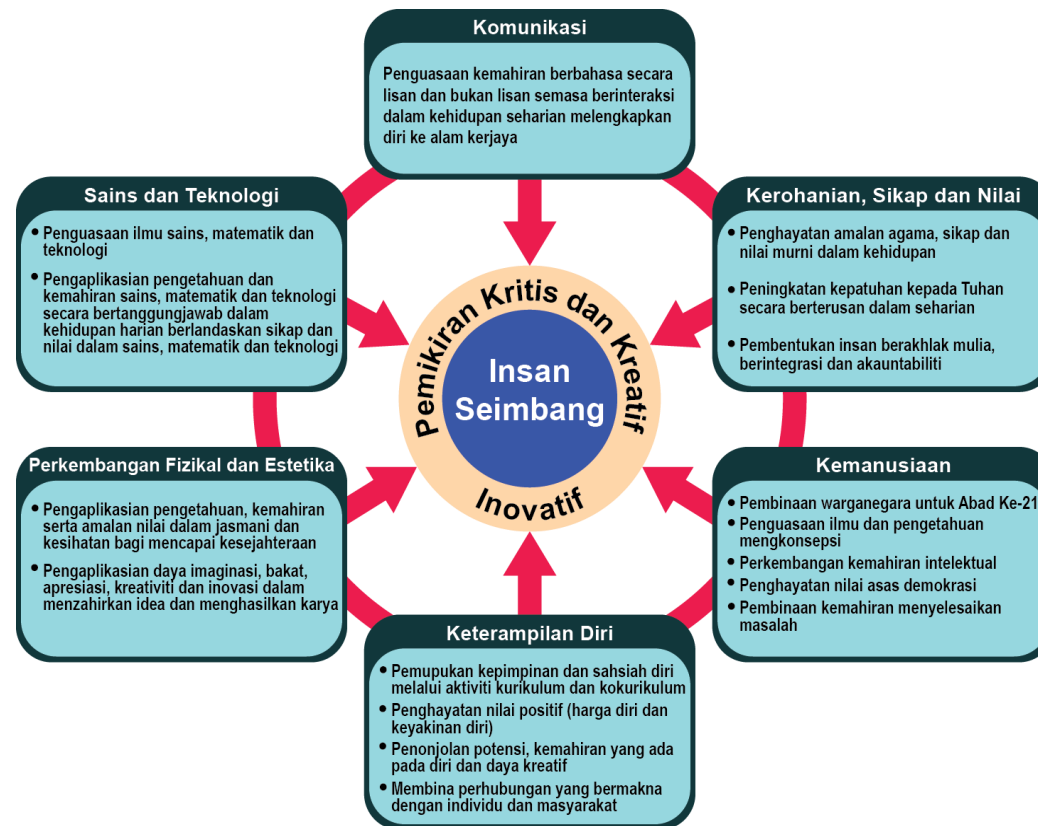 Komunikasi
Penguasaan kemahiran berbahasa secara
lisan dan bukan lisan semasa berinteraksi
dalam kehidupan seharian melengkapkan
diri ke alam kerjaya
Sains dan Teknologi
• Penguasaan ilmu sains, matematik dan
teknologi
• Pengaplikasian pengetahuan dan
kemahiran sains, matematik dan teknologi
secara bertanggungjawab dalam
kehidupan harian berlandaskan sikap dan
nilai dalam sains, matematik dan teknologi
Kerohanian, Sikap dan Nilai
• Penghayatan amalan agama, sikap dan
nilai murni dalam kehidupan
• Peningkatan kepatuhan kepada Tuhan
secara berterusan dalam seharian
• Pembentukan insan berakhlak mulia,
berintegrasi dan akauntabiliti
Pemikiran Kritis dan Kreatif
Insan
Seimbang
Inovatif
Perkembangan Fizikal dan Estetika
• Pengaplikasian pengetahuan, kemahiran
serta amalan nilai dalam jasmani dan
kesihatan bagi mencapai kesejahteraan
• Pengaplikasian daya imaginasi, bakat,
apresiasi, kreativiti dan inovasi dalam
menzahirkan idea dan menghasilkan karya
Kemanusiaan
• Pembinaan warganegara untuk Abad Ke-21
• Penguasaan ilmu dan pengetahuan
mengkonsepsi
• Perkembangan kemahiran intelektual
• Penghayatan nilai asas demokrasi
• Pembinaan kemahiran menyelesaikan
masalah
Keterampilan Diri
• Pemupukan kepimpinan dan sahsiah diri
melalui aktiviti kurikulum dan kokurikulum
• Penghayatan nilai positif (harga diri dan
keyakinan diri)
• Penonjolan potensi, kemahiran yang ada
pada diri dan daya kreatif
• Membina perhubungan yang bermakna
dengan individu dan masyarakat